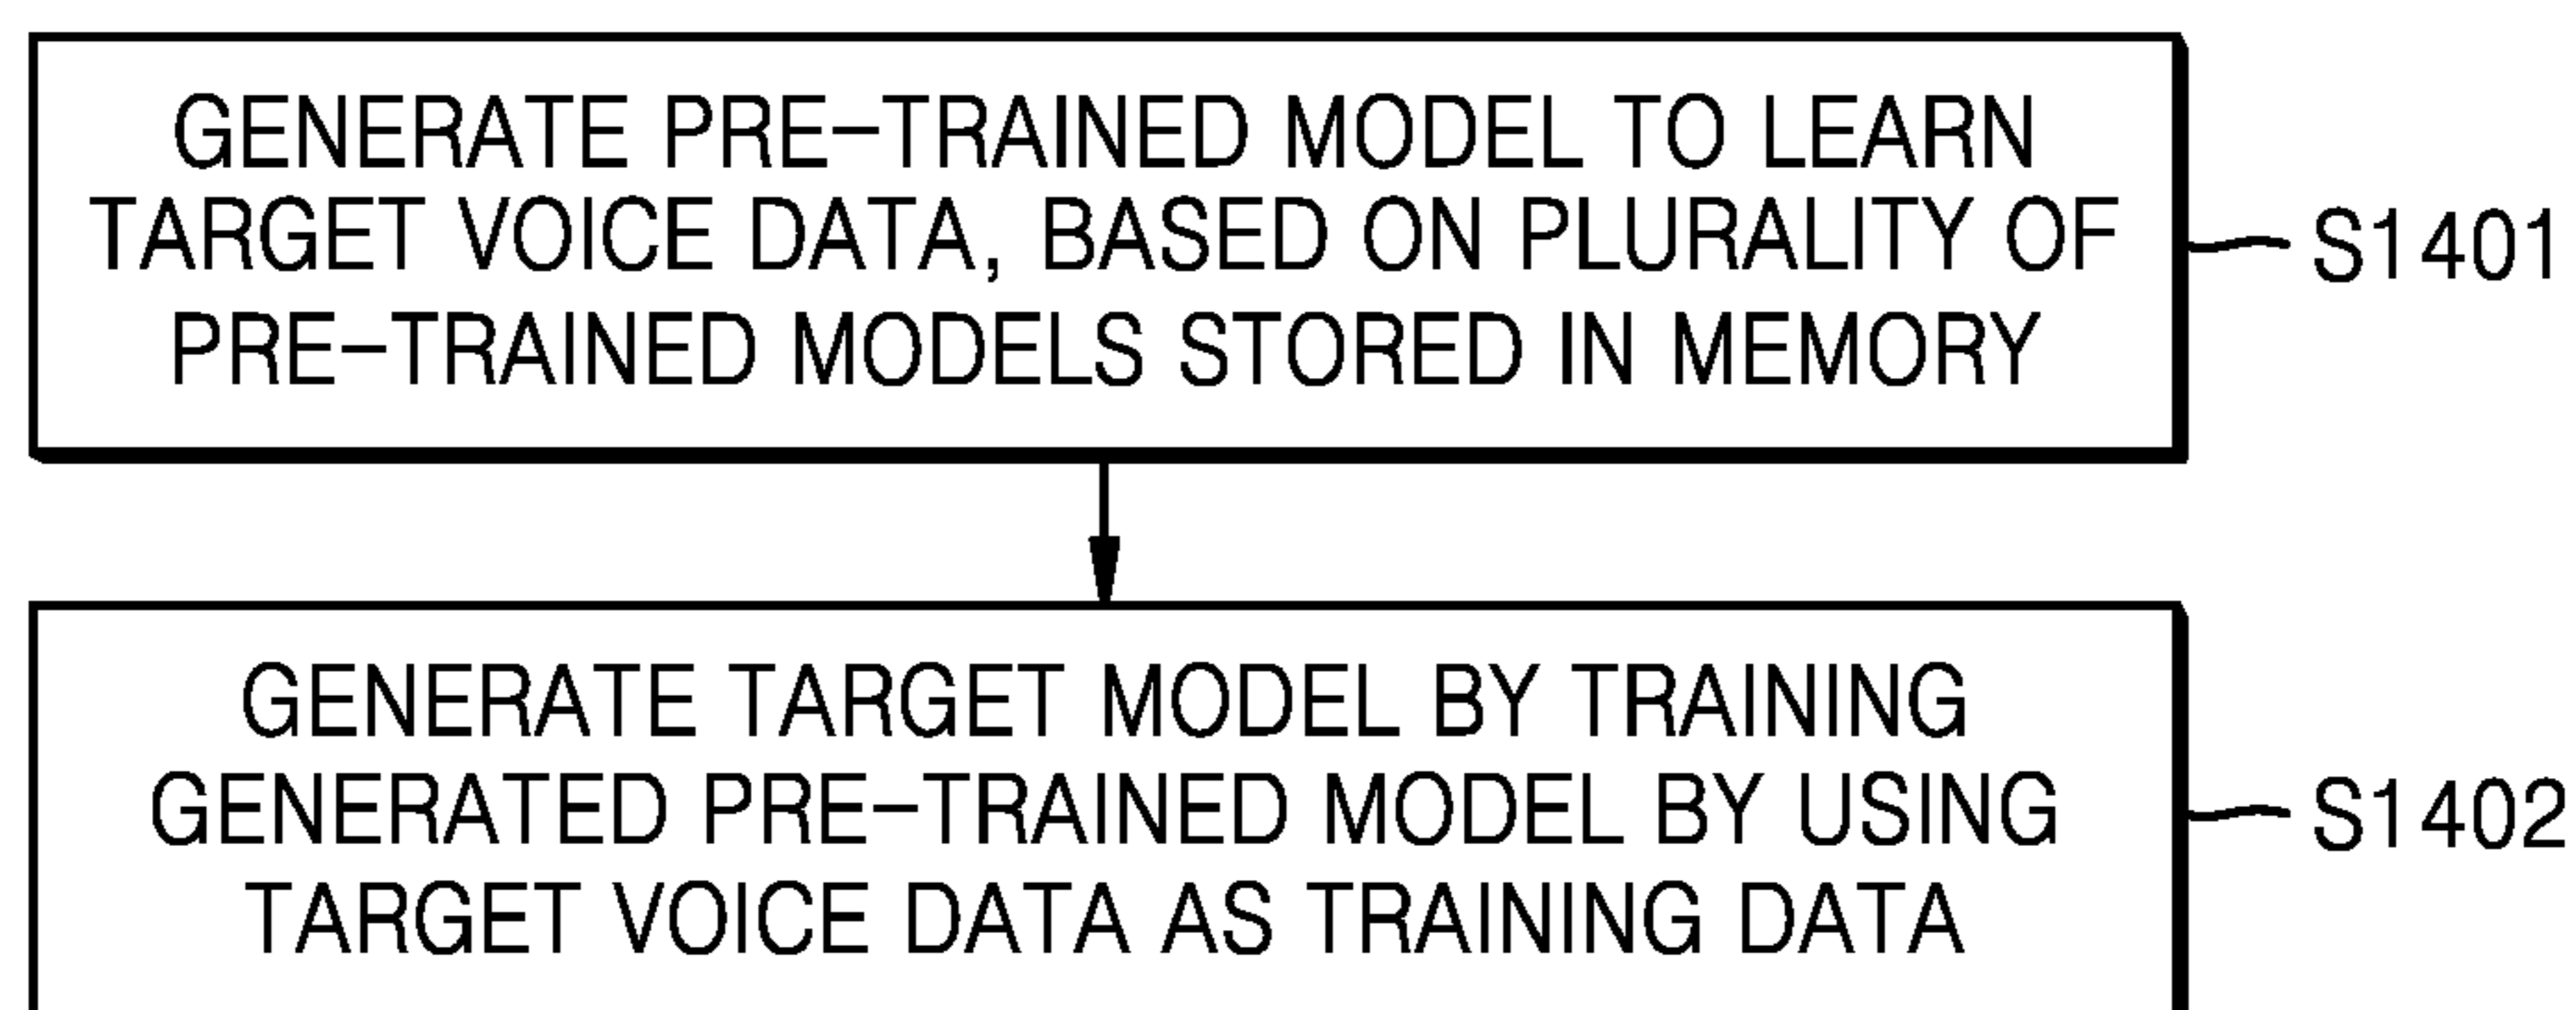 GENERATE PRE-TRAINED MODEL TO LEARN
TARGET VOICE DATA, BASED ON PLURALITY OF
PRE-TRAINED MODELS STORED IN MEMORY
S1401
GENERATE TARGET MODEL BY TRAINING
GENERATED PRE-TRAINED MODEL BY USING
TARGET VOICE DATA AS TRAINING DATA
S1402